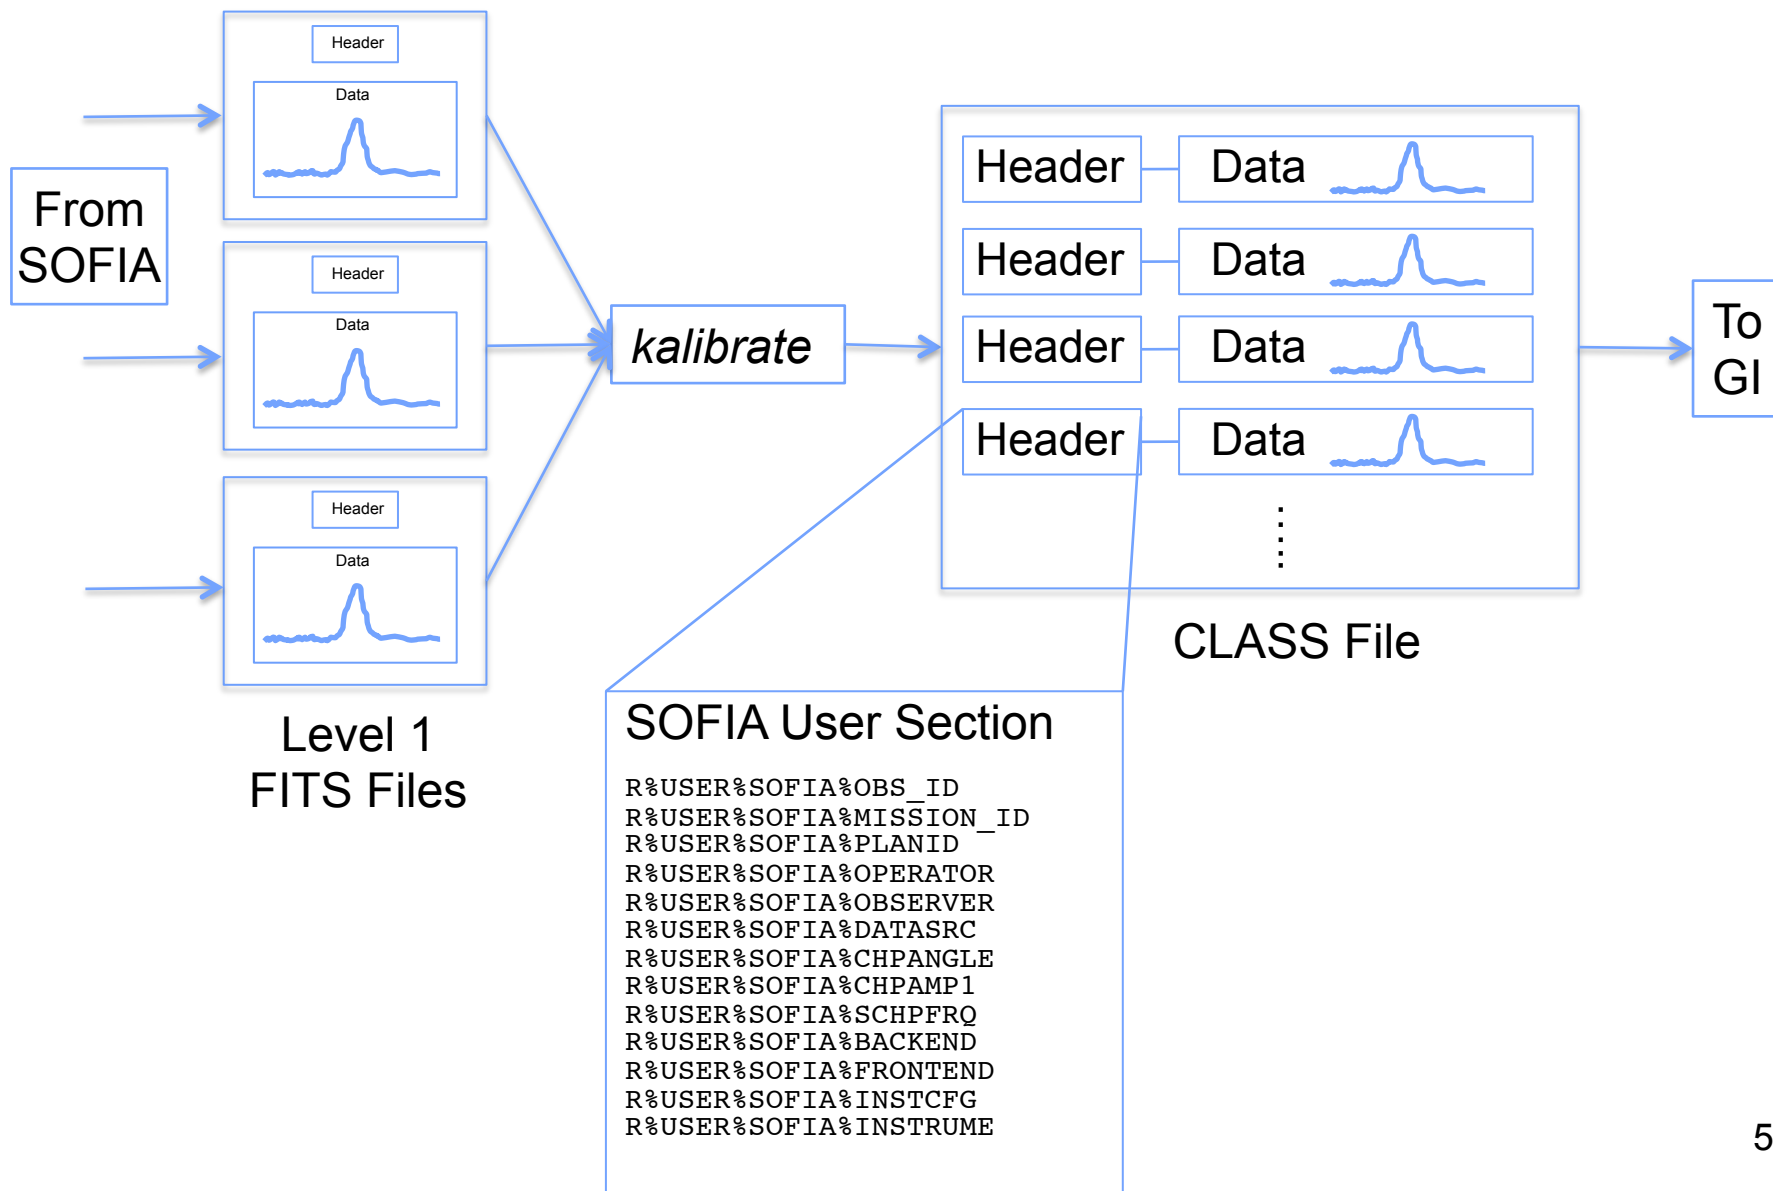 From
SOFIA
Header
Data
Header
Data
Header
Data
Level 1
FITS Files
kalibrate
Header
Data
Header
Data
Header
Data
Header
Data
CLASS File
To
GI
SOFIA User Section
R%USER%SOFIA%OBS_ID
R%USER%SOFIA%MISSION_ID
R%USER%SOFIA%PLANID
R%USER%SOFIA%OPERATOR
R%USER%SOFIA%OBSERVER
R%USER%SOFIA%DATASRC
R%USER%SOFIA%CHPANGLE
R%USER%SOFIA%CHPAMP1
R%USER%SOFIA%SCHPFRQ
R%USER%SOFIA%BACKEND
R%USER%SOFIA%FRONTEND
R%USER%SOFIA%INSTCFG
R%USER%SOFIA%INSTRUME
5